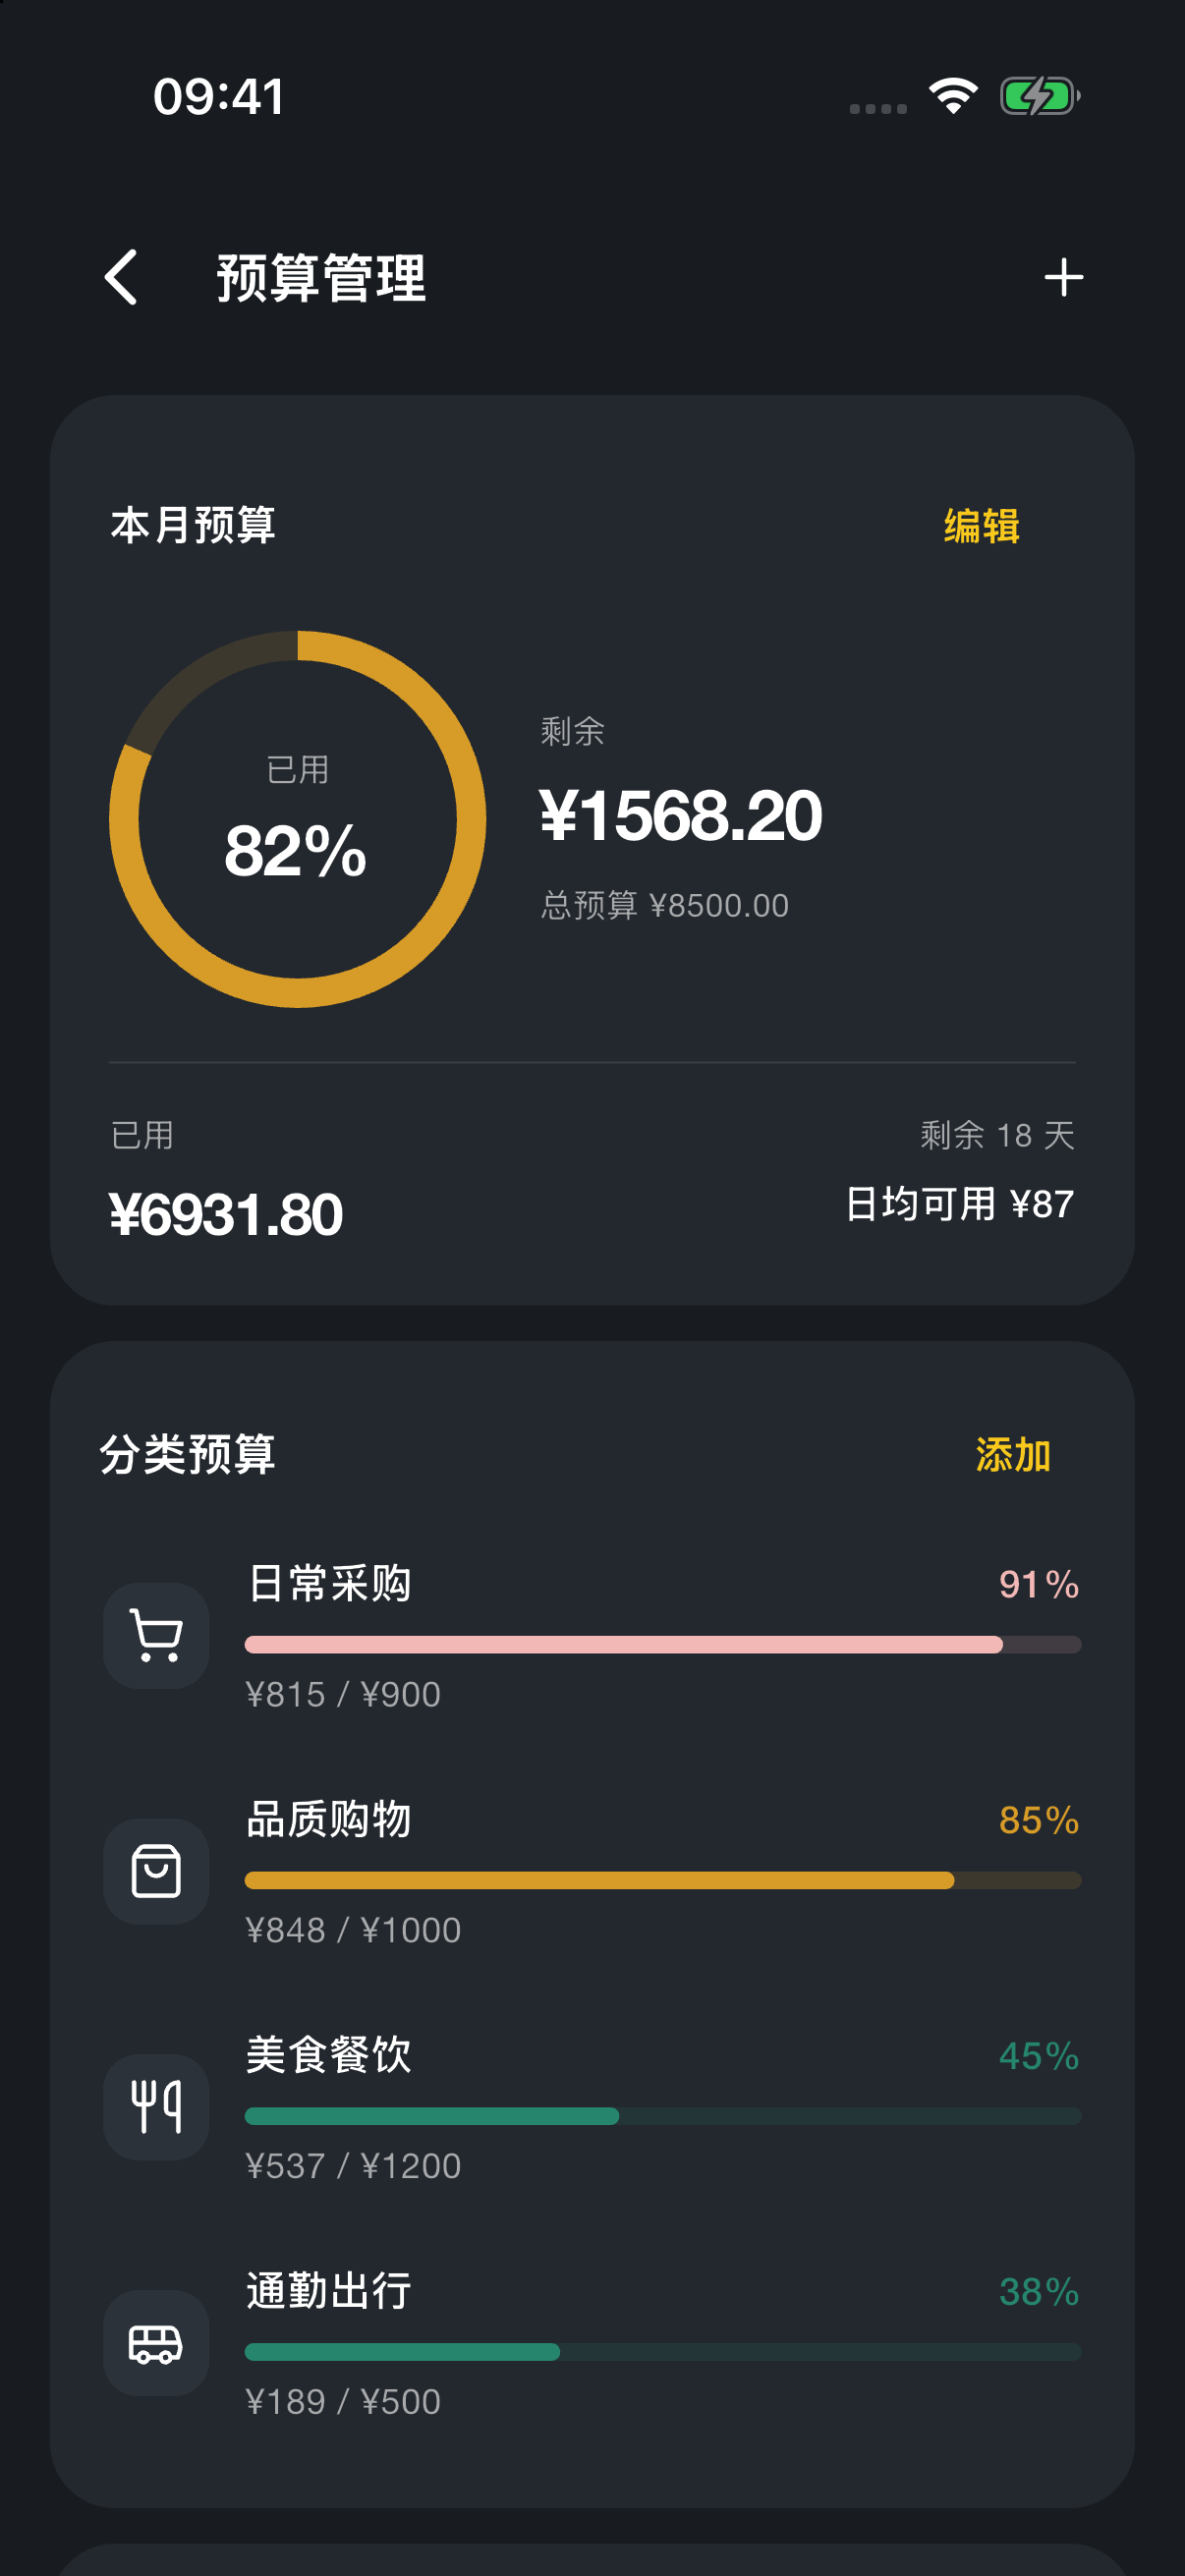 09:41
预算管理
本月预算
编辑
已用
82%
剩余
¥1568.20
总预算 ¥8500.00
已用
¥6931.80
剩余 18 天
日均可用 ¥87
分类预算
添加
日常采购
91%
¥815 / ¥900
品质购物
85%
¥848 / ¥1000
美食餐饮
45%
¥537 / ¥1200
通勤出行
38%
¥189 / ¥500